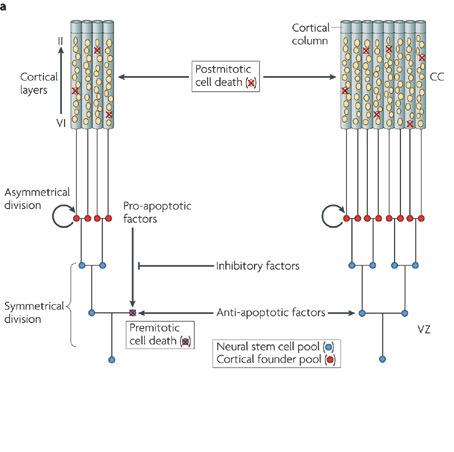 a
Cortical
column
II
Postmitotic
cell death ( )
Cortical
layers
CC
VI
Asymmetrical
division
Pro-apoptotic
factors
Inhibitory factors
Symmetrical
division
Anti-apoptotic factors
Premitotic
cell death ( )
VZ
Neural stem cell pool ( )
Cortical founder pool ( )